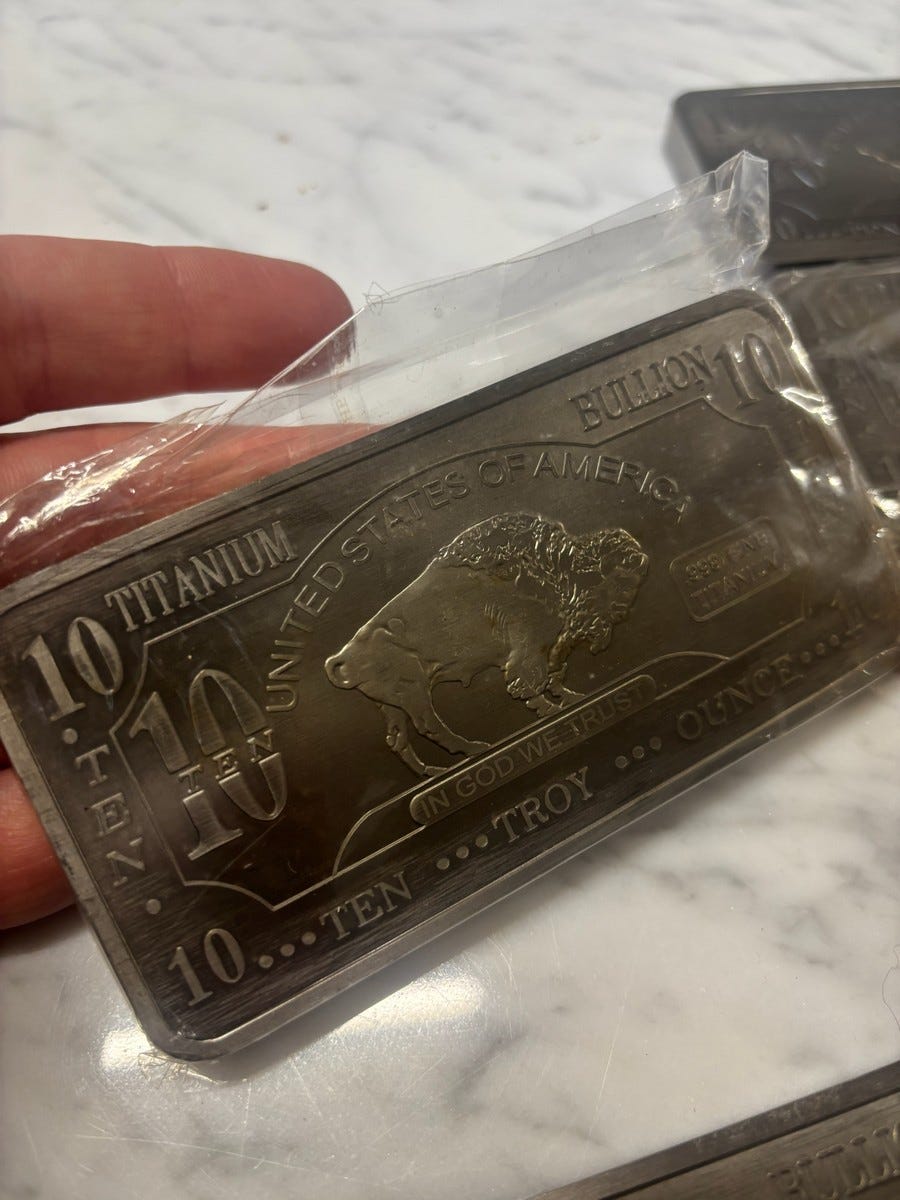 10 TITANIUM
BULLION 10
UNITED STATES OF AMERICA
10
TEN
.999 FINE
TITANIUM
IN GOD WE TRUST
• TEN •
10....TEN ...TROY ... OUNCE....10